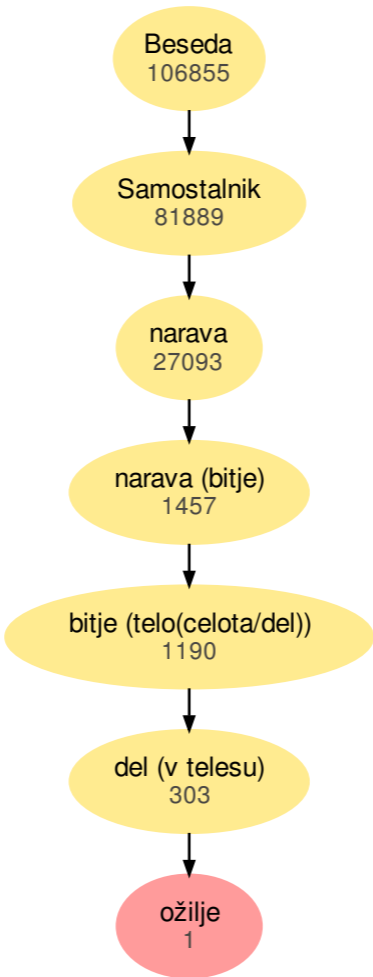 Beseda
106855
Samostalnik
81889
narava
27093
narava (bitje)
1457
bitje (telo(celota/del))
1190
del (v telesu)
303
ožilje
1